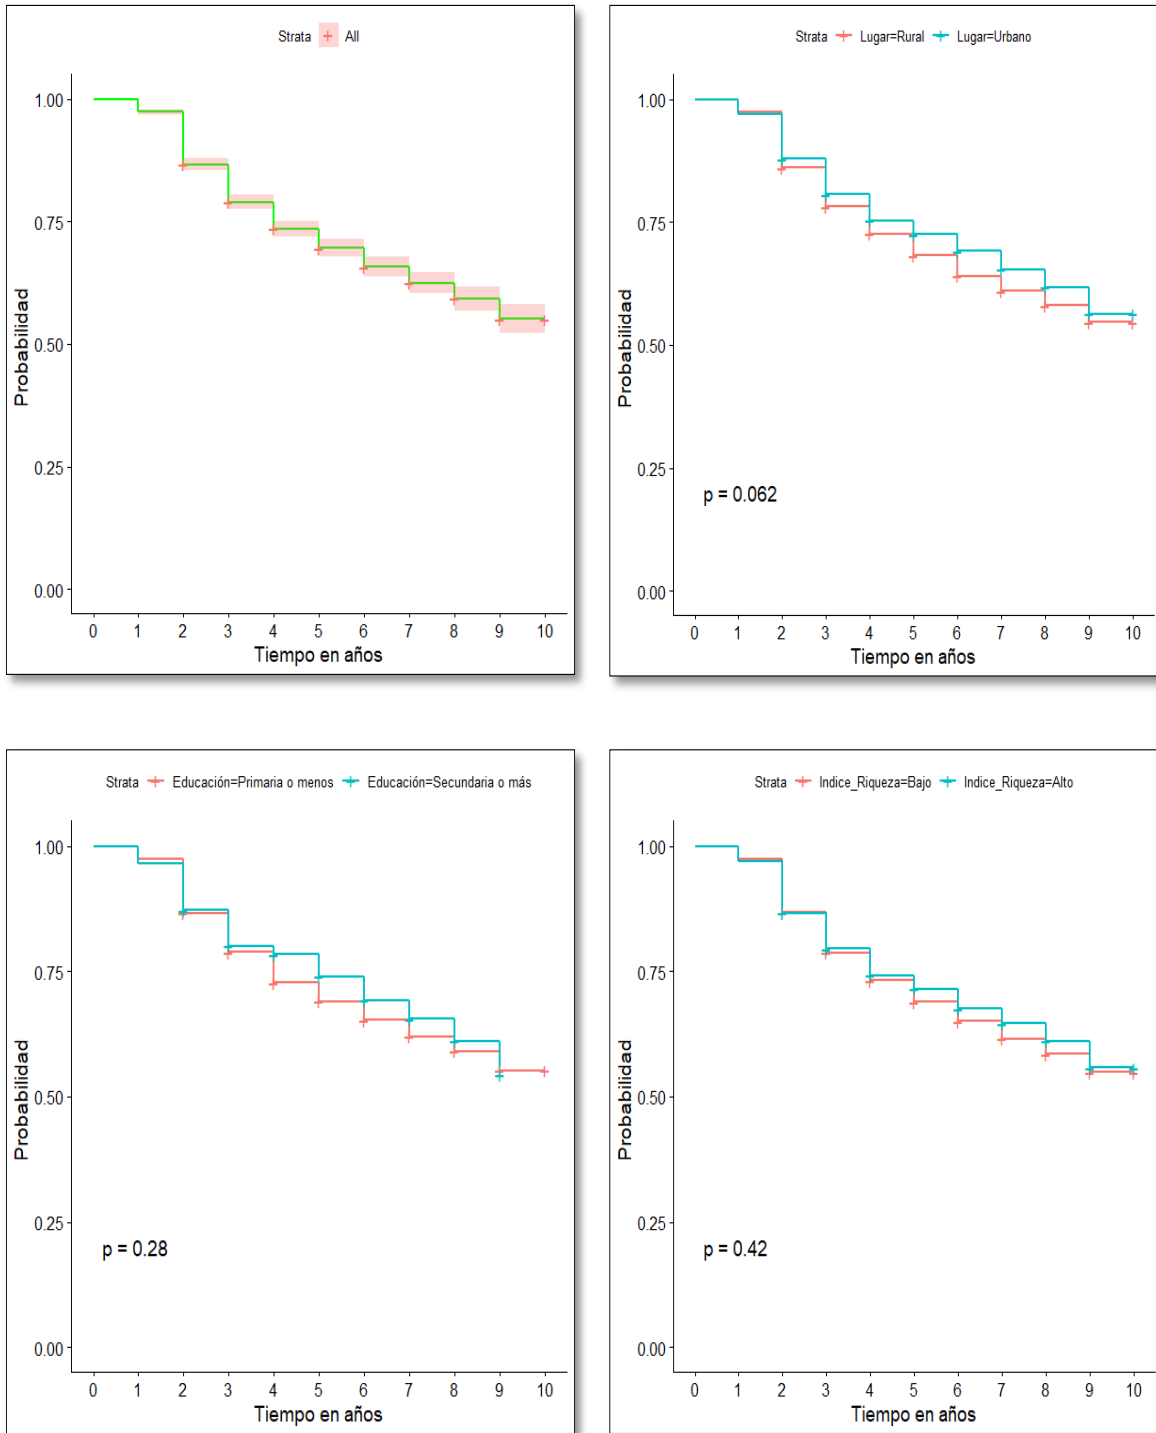 Strata All
Probabilidad
1.00
0.75
0.50
0.25
0.00
0 1 2 3 4 5 6 7 8 9 10
Tiempo en años
Strata Lugar=Rural Lugar=Urbano
Probabilidad
1.00
0.75
0.50
0.25
0.00
p = 0.062
0 1 2 3 4 5 6 7 8 9 10
Tiempo en años
Strata Educación=Primaria o menos Educación=Secundaria o más
Probabilidad
1.00
0.75
0.50
0.25
0.00
p = 0.28
0 1 2 3 4 5 6 7 8 9 10
Tiempo en años
Strata Indice_Riqueza=Bajo Indice_Riqueza=Alto
Probabilidad
1.00
0.75
0.50
0.25
0.00
p = 0.42
0 1 2 3 4 5 6 7 8 9 10
Tiempo en años